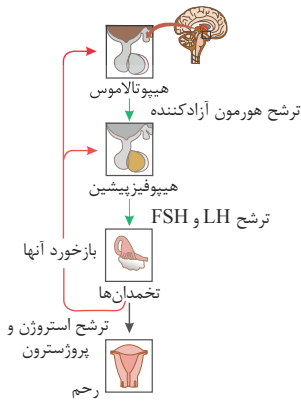 هیپوتالاموس
ترشح هورمون آزادکننده
هیپوفیزپیشین
ترشح LH و FSH
بازخورد آنها
تخمدان‌ها
ترشح استروژن و
پروژسترون
رحم